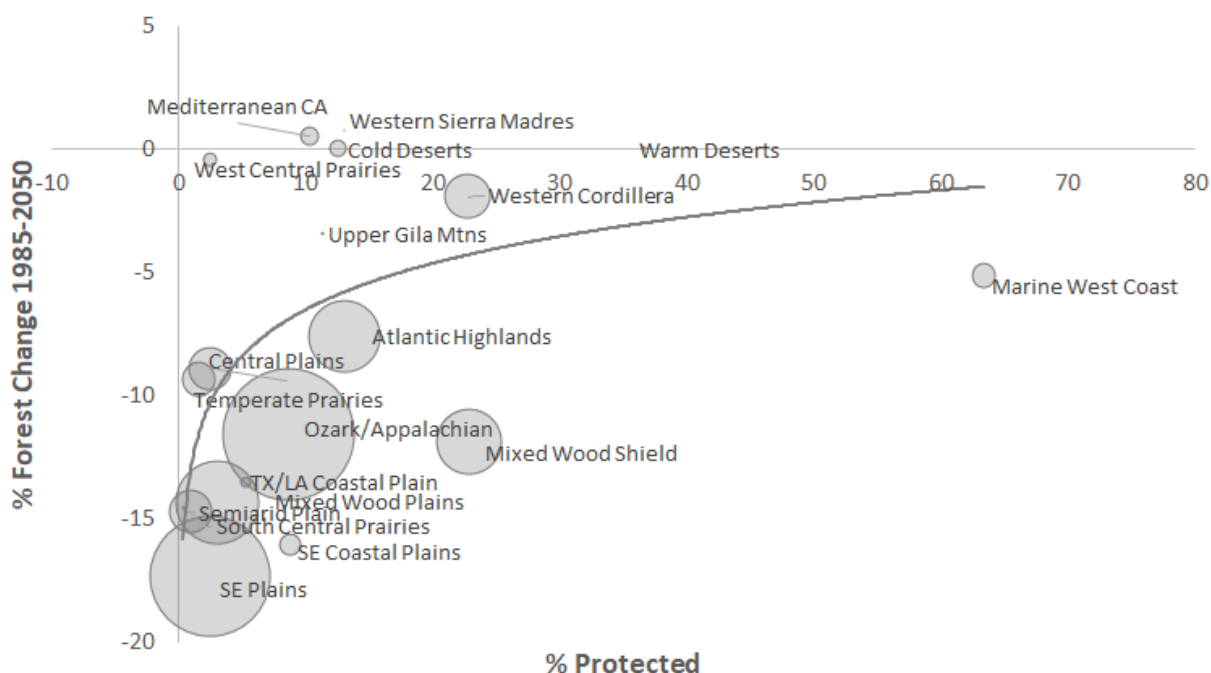 5
Mediterranean CA
Western Sierra Madres
0
Cold Deserts
Warm Deserts
West Central Prairies
-10
0
10
20
30
40
50
60
70
80
Western Cordillera
Upper Gila Mtns
-5
Marine West Coast
Atlantic Highlands
Central Plains
-10
Temperate Prairies
Ozark/Appalachian
Mixed Wood Shield
TX/LA Coastal Plain
Mixed Wood Plains
-15
Semiarid Plain
South Central Prairies
SE Coastal Plains
SE Plains
-20
% Forest Change 1985-2050
% Protected